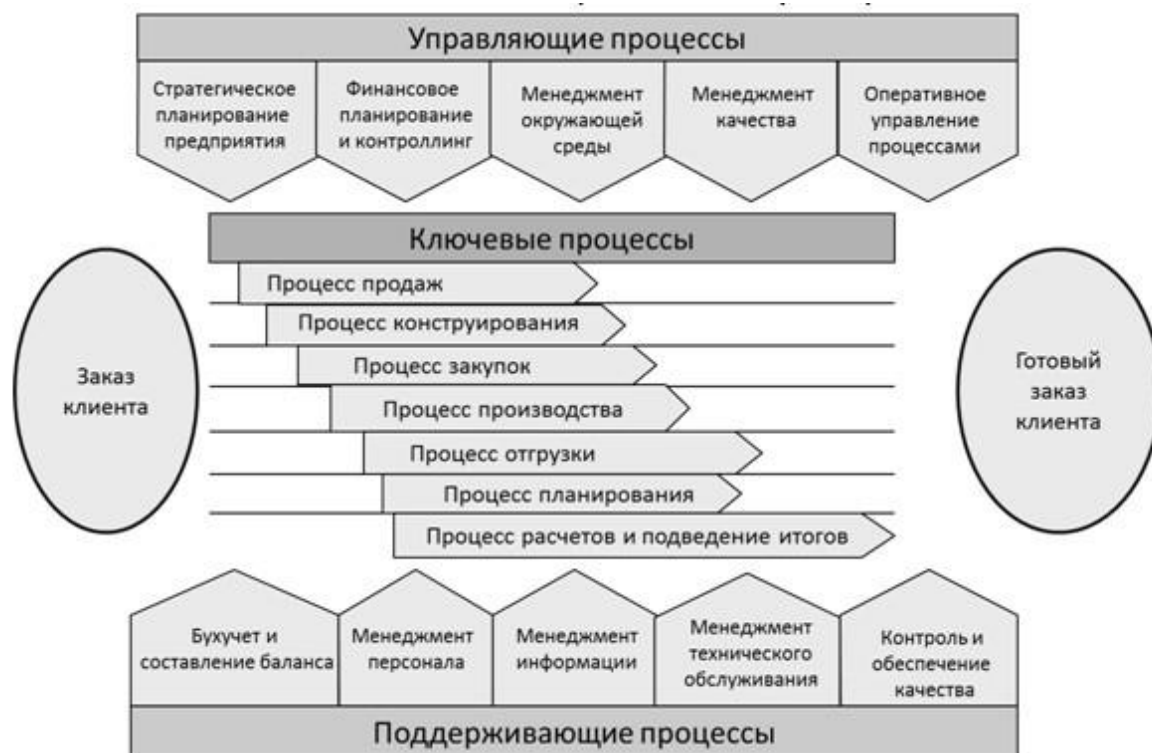 Управляющие процессы
Стратегическое
планирование
предприятия
Финансовое
планирование
и контроллинг
Менеджмент
окружающей
среды
Менеджмент
качества
Оперативное
управление
процессами
Ключевые процессы
Процесс продаж
Процесс конструирования
Процесс закупок
Процесс производства
Процесс отгрузки
Процесс планирования
Процесс расчетов и подведение итогов
Заказ
клиента
Готовый
заказ
клиента
Бухучет и
составление баланса
Менеджмент
персонала
Менеджмент
информации
Менеджмент
технического
обслуживания
Контроль и
обеспечение
качества
Поддерживающие процессы